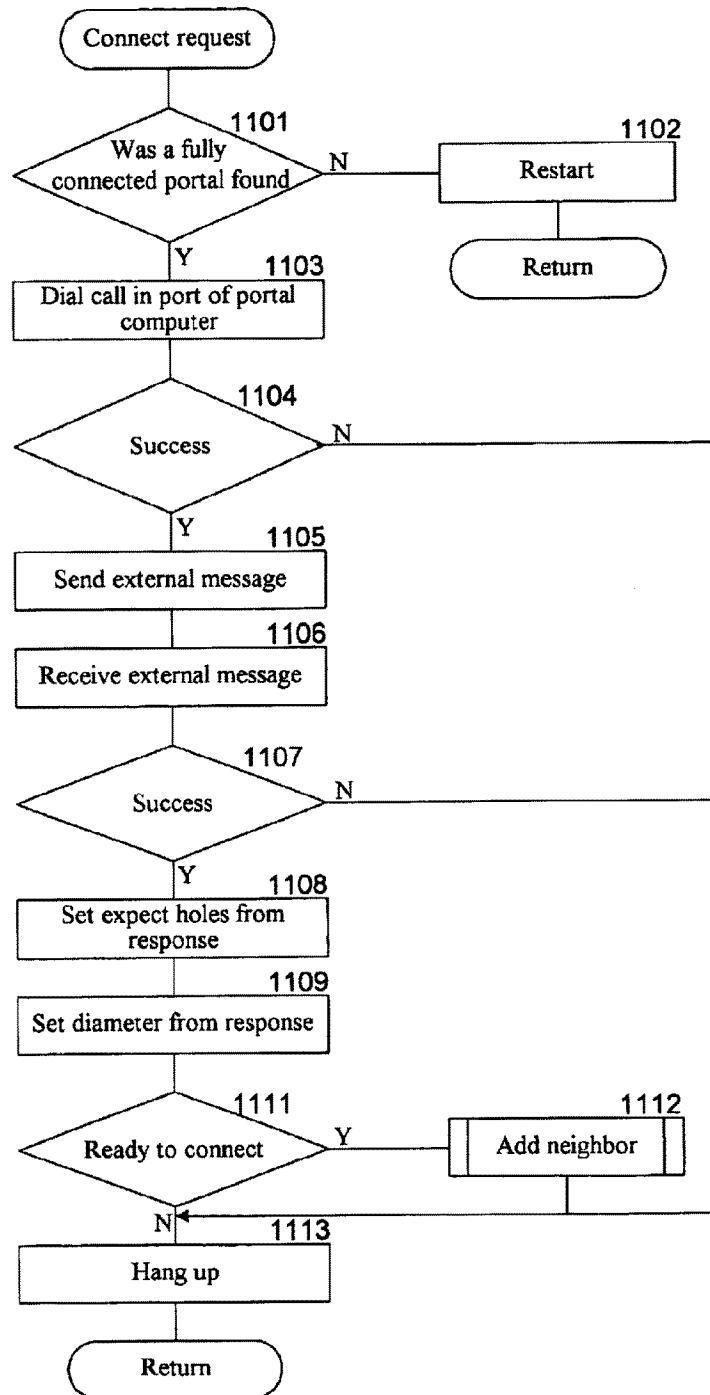 Connect request
1101
Was a fully
connected portal found
N
1102
Restart
Return
Y
1103
Dial call in port of portal
computer
1104
Success
N
Y
1105
Send external message
1106
Receive external message
1107
Success
N
Y
1108
Set expect holes from
response
1109
Set diameter from response
1111
Ready to connect
Y
1112
Add neighbor
N
1113
Hang up
Return